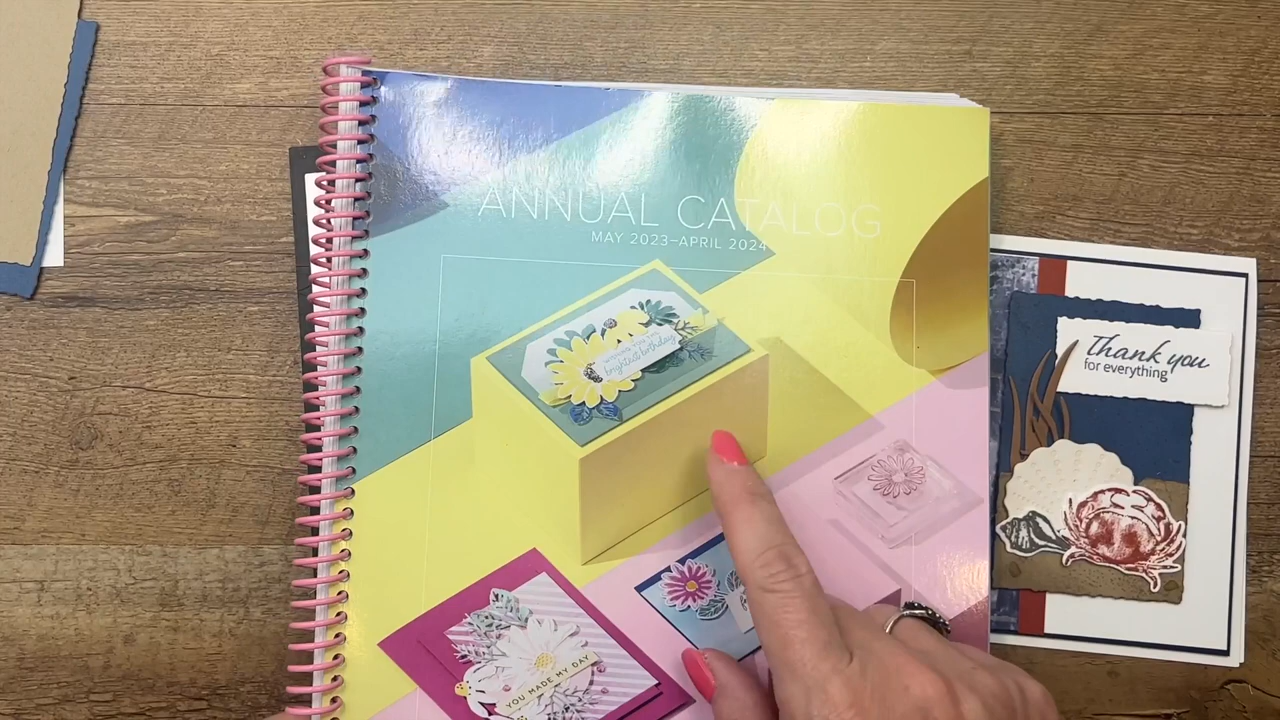 ANNUAL CATALOG
MAY 2023–APRIL 2024
brightest birthday
Thank you
for everything
YOU MADE MY DAY